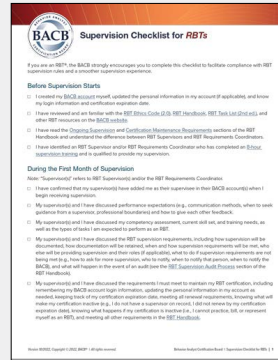 BACB
Supervision Checklist for RBTs
If you are an RBT®, the BACB strongly encourages you to complete this checklist to facilitate compliance with RBT
supervision rules and a smoother supervision experience.
Before Supervision Starts
I created my BACB account myself, updated the personal information in my account (if applicable), and know
my login information and certification expiration date.
I have reviewed and am familiar with the RBT Ethics Code (2.0), RBT Handbook, RBT Task List (2nd ed.), and
other RBT resources on the BACB website.
I have read the Ongoing Supervision and Certification Maintenance Requirements sections of the RBT
Handbook and understand the difference between RBT Supervisors and RBT Requirements Coordinators.
I have identified an RBT Supervisor and/or RBT Requirements Coordinator who has completed an 8-hour
supervision training and is qualified to provide my supervision.
During the First Month of Supervision
Note: "Supervisor(s)" refers to RBT Supervisor(s) and/or the RBT Requirements Coordinator
I have confirmed that my supervisor(s) have added me as their supervisee in their BACB account(s) when I
begin receiving supervision.
My supervisor(s) and I have discussed performance expectations (e.g., communication methods, when to seek
guidance from a supervisor, professional boundaries) and how to give each other feedback.
My supervisor(s) and I have discussed my competency assessment, current skill set, and training needs, as
well as the types of tasks I am expected to perform as an RBT.
My supervisor(s) and I have discussed the RBT supervision requirements, including how supervision will be
documented, how documentation will be retained, when and how supervision requirements will be met, who
will be providing supervision and their roles (if applicable), what to do if supervision requirements are not
being met (e.g., how to ask for more supervision, who to notify, when to notify that person, when to notify the
BACB), and what will happen in the event of an audit (see the RBT Supervision Audit Process section of the
RBT Handbook).
My supervisor(s) and I have discussed the requirements I must meet to maintain my RBT certification, including
remembering my BACB account login information, updating the personal information in my account as
needed, keeping track of my certification expiration date, meeting all renewal requirements, knowing what will
make my certification inactive (e.g., I do not have a supervisor on record, I did not renew by my certification
expiration date), knowing what happens if my certification is inactive (i.e., I cannot practice, bill, or represent
myself as an RBT), and meeting all other requirements in the RBT Handbook.